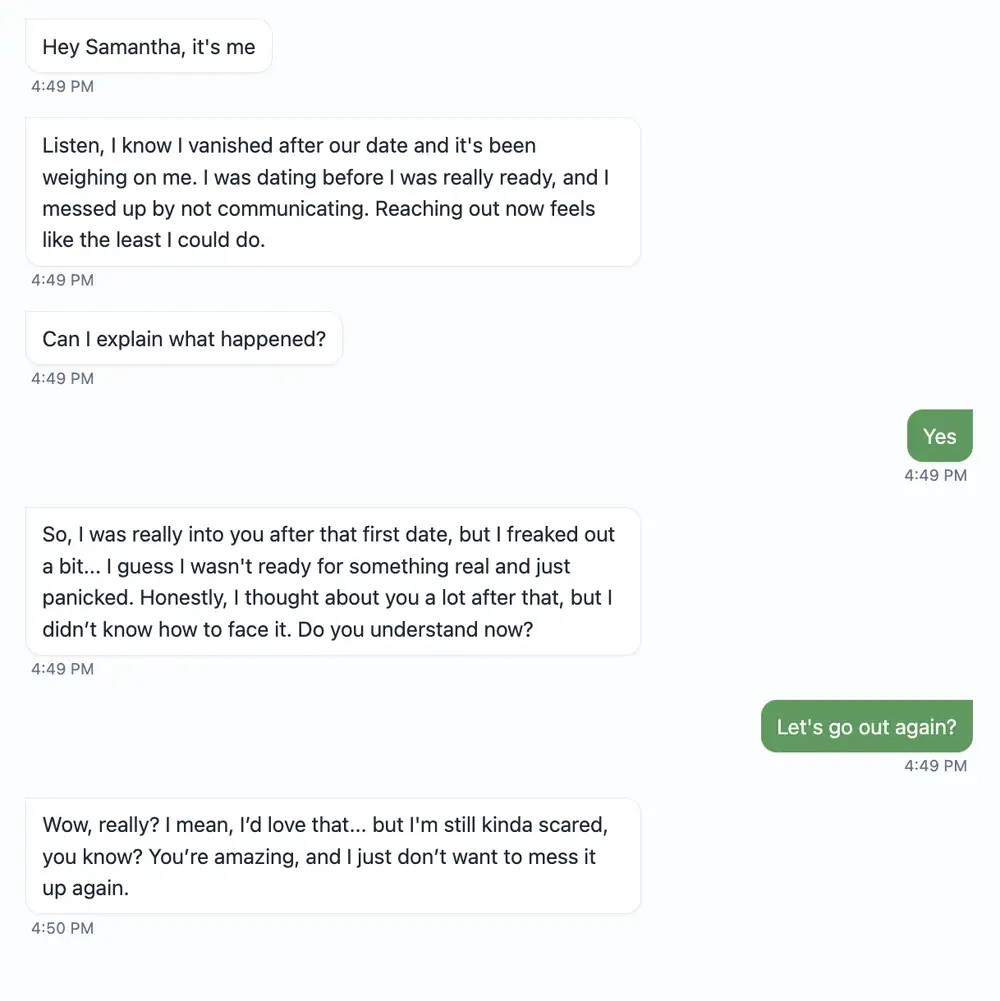 Hey Samantha, it's me
4:49 PM
Listen, I know I vanished after our date and it's been
weighing on me. I was dating before I was really ready, and I
messed up by not communicating. Reaching out now feels
like the least I could do.
4:49 PM
Can I explain what happened?
4:49 PM
Yes
4:49 PM
So, I was really into you after that first date, but I freaked out
a bit... I guess I wasn't ready for something real and just
panicked. Honestly, I thought about you a lot after that, but I
didn’t know how to face it. Do you understand now?
4:49 PM
Let's go out again?
4:49 PM
Wow, really? I mean, I’d love that... but I'm still kinda scared,
you know? You’re amazing, and I just don’t want to mess it
up again.
4:50 PM